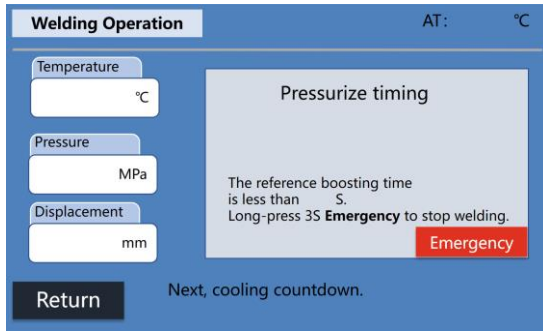 Welding Operation
AT: ℃
Temperature
℃
Pressure
MPa
Displacement
mm
Pressurize timing
The reference boosting time
is less than S.
Long-press 3S Emergency to stop welding.
Emergency
Return
Next, cooling countdown.